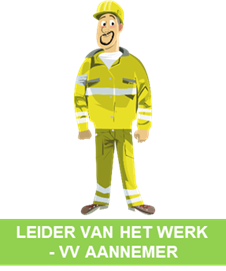 LEIDER VAN HET WERK
- VV AANNEMER